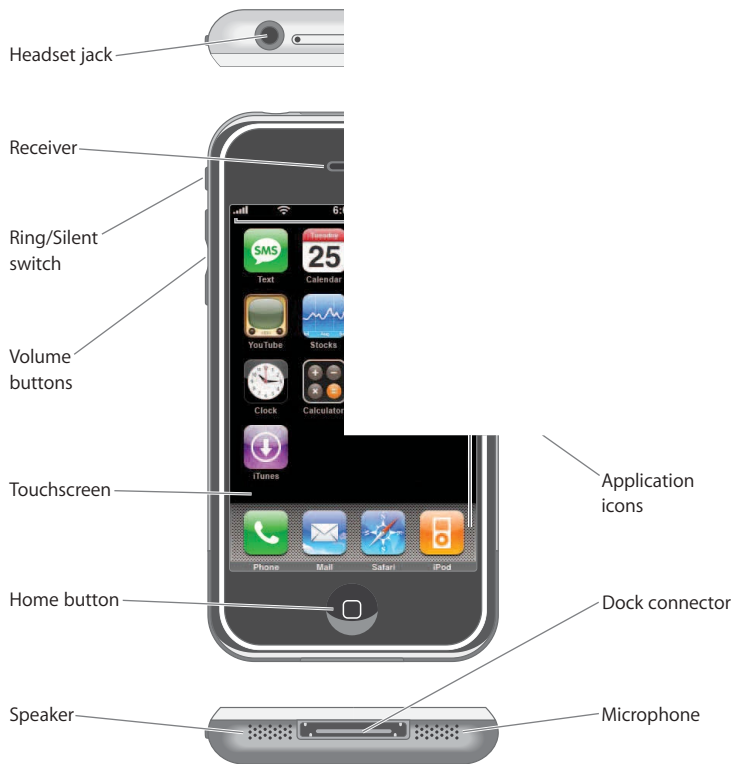 Headset jack
Receiver
Ring/Silent
switch
Volume
buttons
Touchscreen
Home button
Speaker
Application
icons
Dock connector
Microphone
SMS
Text
Tuesday
25
Calendar
YouTube
Stocks
Clock
Calculator
iTunes
Phone
Mail
Safari
iPod